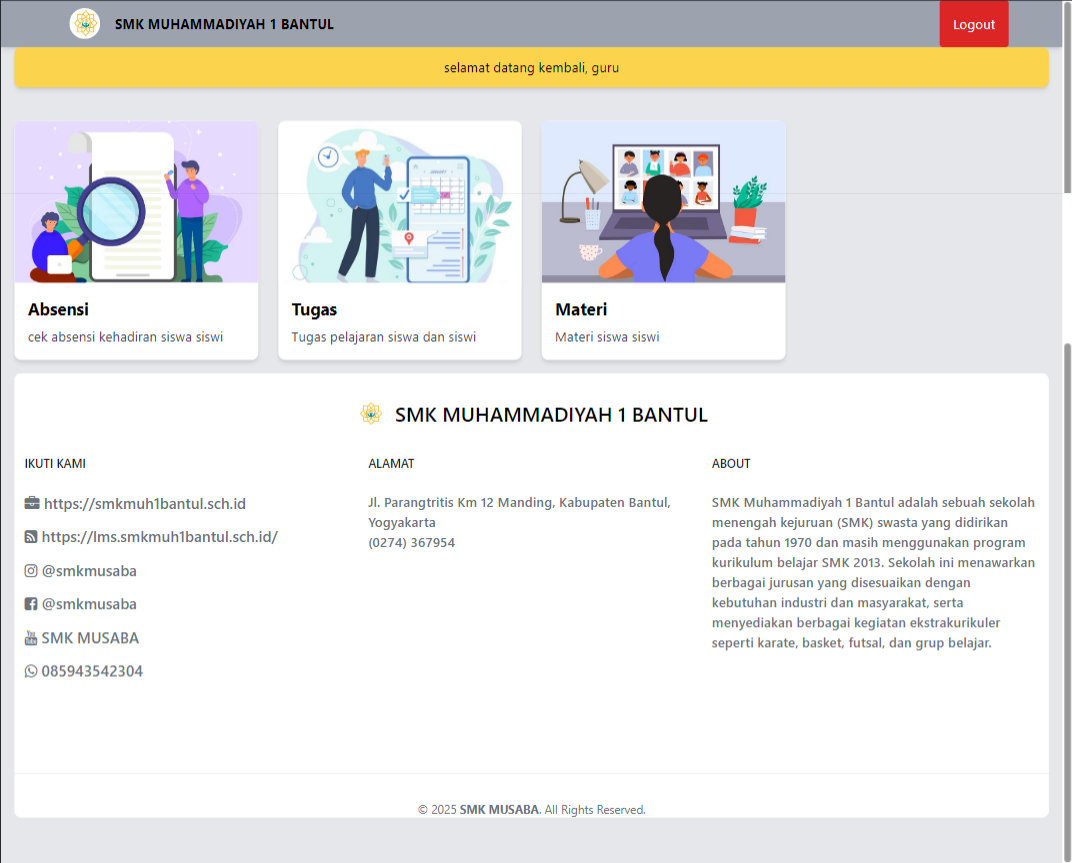 SMK MUHAMMADIYAH 1 BANTUL
Logout
selamat datang kembali, guru
Absensi
cek absensi kehadiran siswa siswi
Tugas
Tugas pelajaran siswa dan siswi
Materi
Materi siswa siswi
SMK MUHAMMADIYAH 1 BANTUL
IKUTI KAMI
https://smkmuh1bantul.sch.id
https://lms.smkmuh1bantul.sch.id/
@smkmusaba
@smkmusaba
SMK MUSABA
085943542304
ALAMAT
Jl. Parangtritis Km 12 Manding, Kabupaten Bantul,
Yogyakarta
(0274) 367954
ABOUT
SMK Muhammadiyah 1 Bantul adalah sebuah sekolah
menengah kejuruan (SMK) swasta yang didirikan
pada tahun 1970 dan masih menggunakan program
kurikulum belajar SMK 2013. Sekolah ini menawarkan
berbagai jurusan yang disesuaikan dengan
kebutuhan industri dan masyarakat, serta
menyediakan berbagai kegiatan ekstrakurikuler
seperti karate, basket, futsal, dan grup belajar.
© 2025 SMK MUSABA. All Rights Reserved.